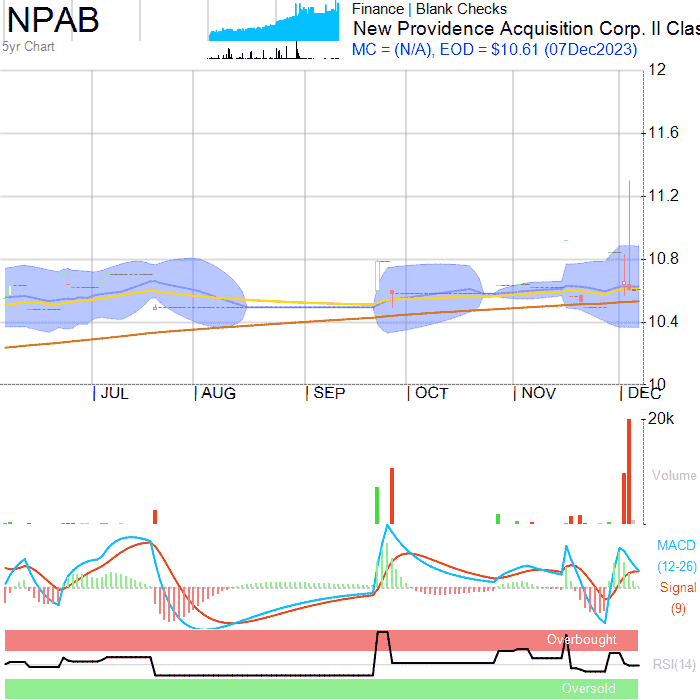 NPAB
5yr Chart
Finance | Blank Checks
New Providence Acquisition Corp. II Clas
MC = (N/A), EOD = $10.61 (07Dec2023)
12
11.6
11.2
10.8
10.4
10
JUL AUG SEP OCT NOV DEC
20k
Volume
MACD
(12-26)
Signal
(9)
Overbought
RSI(14)
Oversold